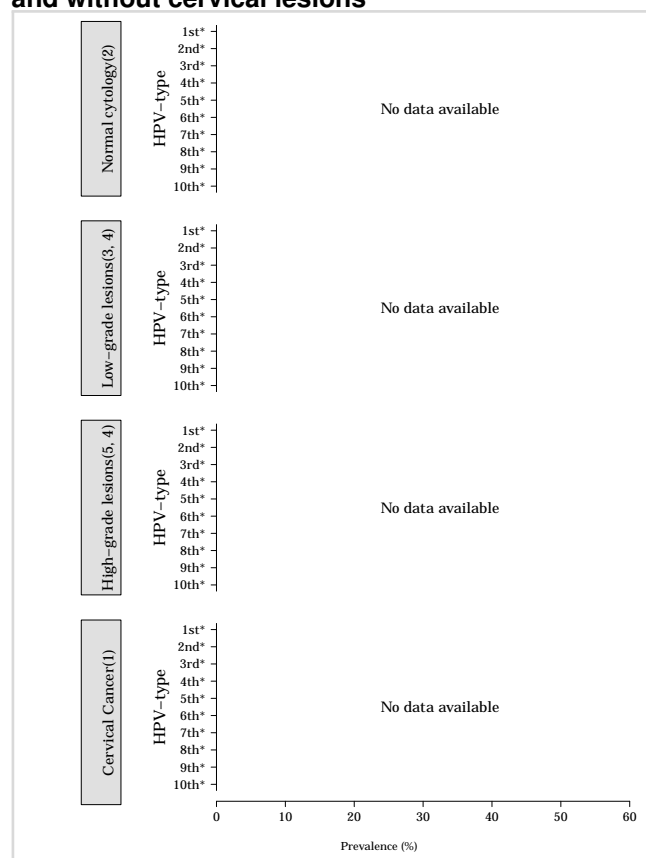 and without cervical lesions
Normal cytology(2)
HPV−type
1st*
2nd*
3rd*
4th*
5th*
6th*
7th*
8th*
9th*
10th*
No data available
Low−grade lesions(3, 4)
HPV−type
1st*
2nd*
3rd*
4th*
5th*
6th*
7th*
8th*
9th*
10th*
No data available
High−grade lesions(5, 4)
HPV−type
1st*
2nd*
3rd*
4th*
5th*
6th*
7th*
8th*
9th*
10th*
No data available
Cervical Cancer(1)
HPV−type
1st*
2nd*
3rd*
4th*
5th*
6th*
7th*
8th*
9th*
10th*
No data available
0 10 20 30 40 50 60
Prevalence (%)